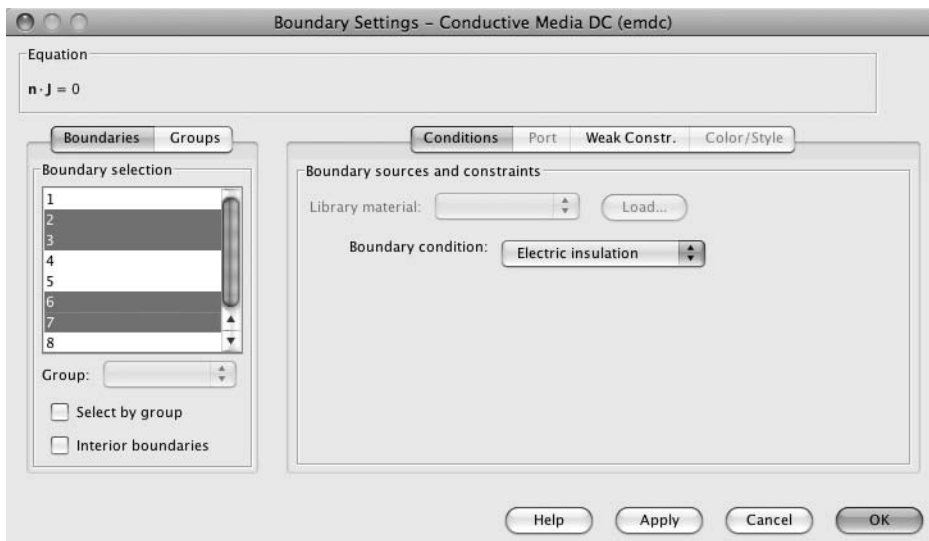 Boundary Settings – Conductive Media DC (emdc)
Equation
n · J = 0
Boundaries Groups
Boundary selection
1
2
3
4
5
6
7
8
Group:
Select by group
Interior boundaries
Conditions Port Weak Constr. Color/Style
Boundary sources and constraints
Library material: Load...
Boundary condition: Electric insulation
Help Apply Cancel OK